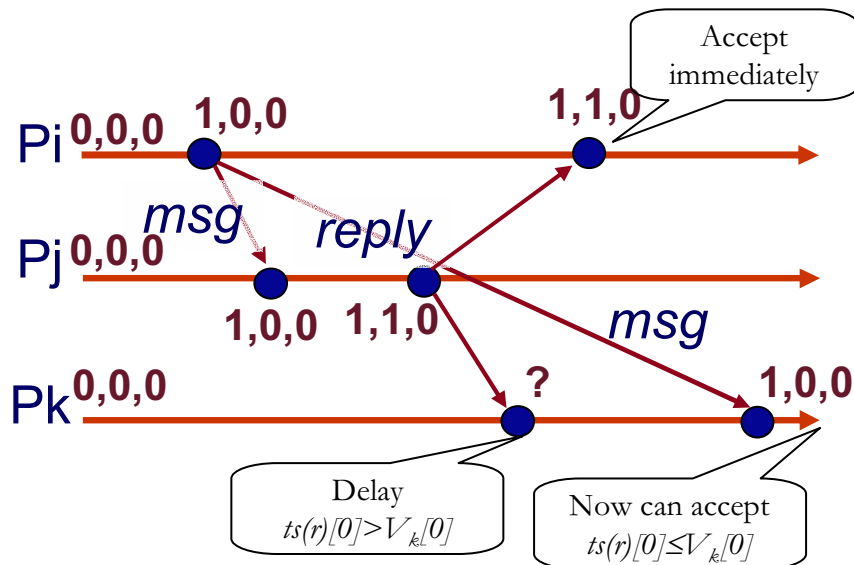 Accept
immediately
Pi 0,0,0
1,0,0
1,1,0
msg
reply
Pj 0,0,0
1,0,0
1,1,0
msg
Pk 0,0,0
?
1,0,0
Delay
ts(r)[0]>Vk[0]
Now can accept
ts(r)[0]≤Vk[0]